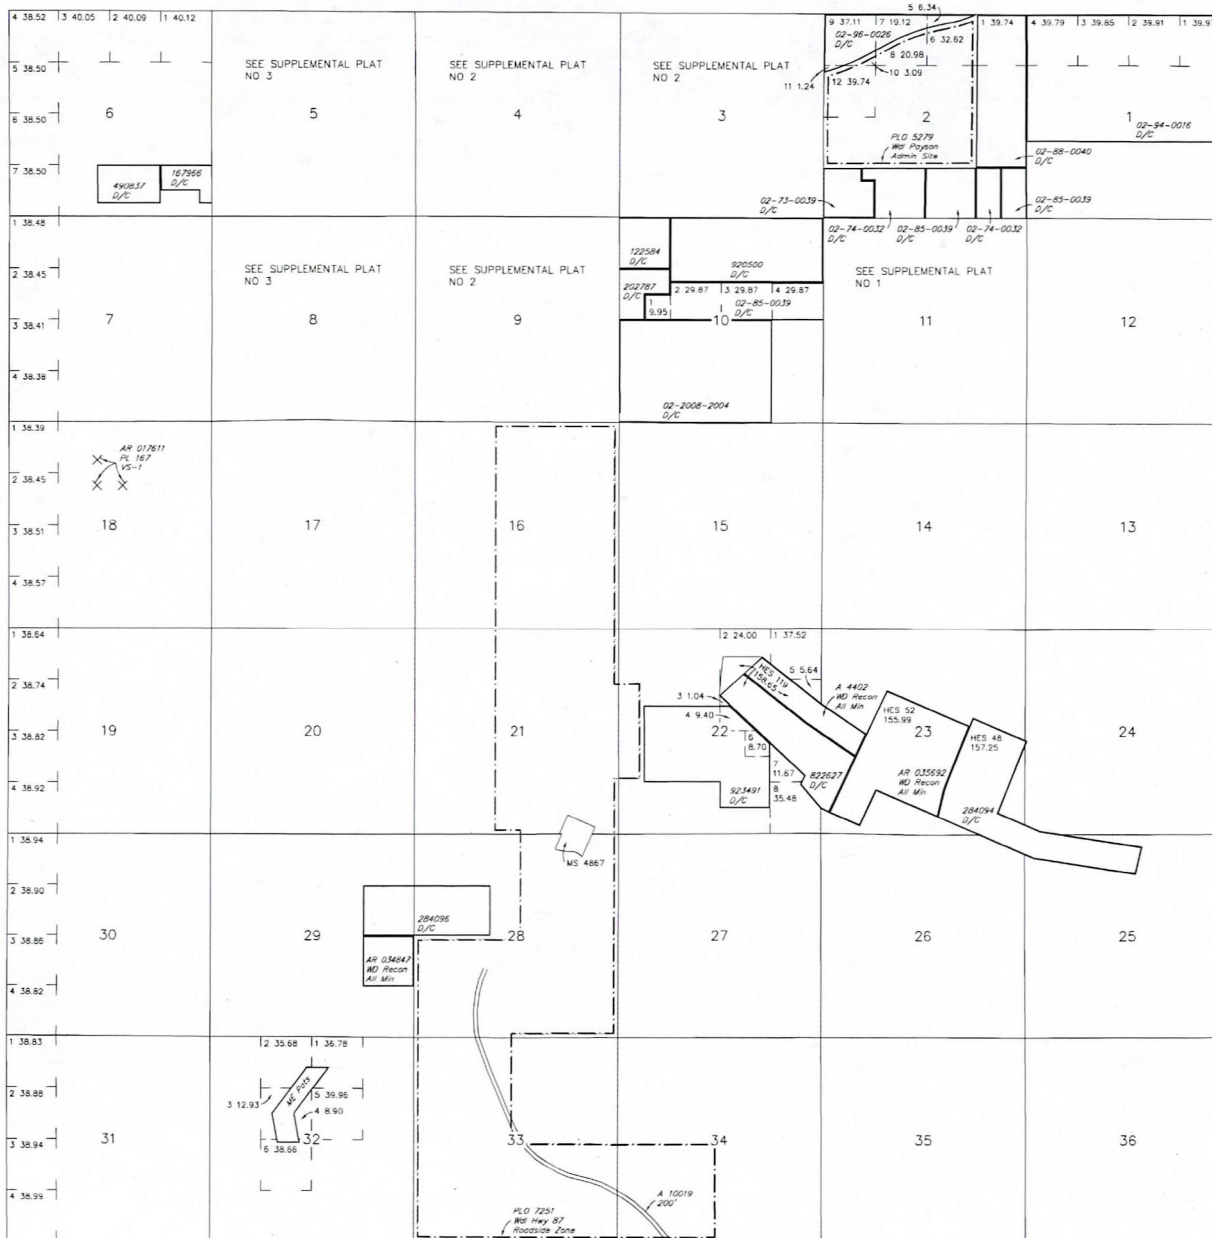 5 6.34
4 38.52
3 40.05
2 40.09
1 40.12
9 37.11
7 19.12
1 39.74
4 39.79
3 39.85
2 39.91
02-96-0026
D/C
6 32.62
8 20.98
10 3.09
11 1.24
12 39.74
5 38.50
SEE SUPPLEMENTAL PLAT
NO 3
SEE SUPPLEMENTAL PLAT
NO 2
SEE SUPPLEMENTAL PLAT
NO 2
6 38.50
6
5
4
3
2
1
02-94-0016
D/C
PLO 5279
Wdl Payson
Admin Site
02-88-0040
D/C
7 38.50
490837
D/C
167966
D/C
02-73-0039
D/C
02-85-0039
D/C
02-74-0032
D/C
02-85-0039
D/C
02-74-0032
D/C
1 38.48
2 38.45
SEE SUPPLEMENTAL PLAT
NO 3
SEE SUPPLEMENTAL PLAT
NO 2
122584
D/C
920500
D/C
SEE SUPPLEMENTAL PLAT
NO 1
202787
D/C
2 29.87
3 29.87
4 29.87
1
9.95
02-85-0039
D/C
3 38.41
7
8
9
10
11
12
4 38.38
02-2008-2004
D/C
1 38.39
AR 017611
PL 167
VS-1
2 38.45
3 38.51
18
17
16
15
14
13
4 38.57
1 38.64
2 24.00
1 37.52
HES 119
158.65
5 5.64
2 38.74
3 1.04
A 4402
WD Recon
All Min
4 9.40
HES 52
155.99
3 38.82
19
20
21
22
23
24
HES 48
157.25
6
8.70
7
11.67
8
35.48
822627
D/C
AR 035692
WD Recon
All Min
4 38.92
923491
D/C
284094
D/C
1 38.94
MS 4867
2 38.90
284096
D/C
3 38.86
30
29
28
27
26
25
AR 034847
WD Recon
All Min
4 38.82
1 38.83
2 35.68
1 36.78
2 38.88
ME Pats
3 12.93
5 39.96
4 8.90
3 38.94
31
32
33
34
35
36
6 38.66
4 38.99
A 10019
200'
PLO 7251
Wdl Hwy 87
Roadside Zone